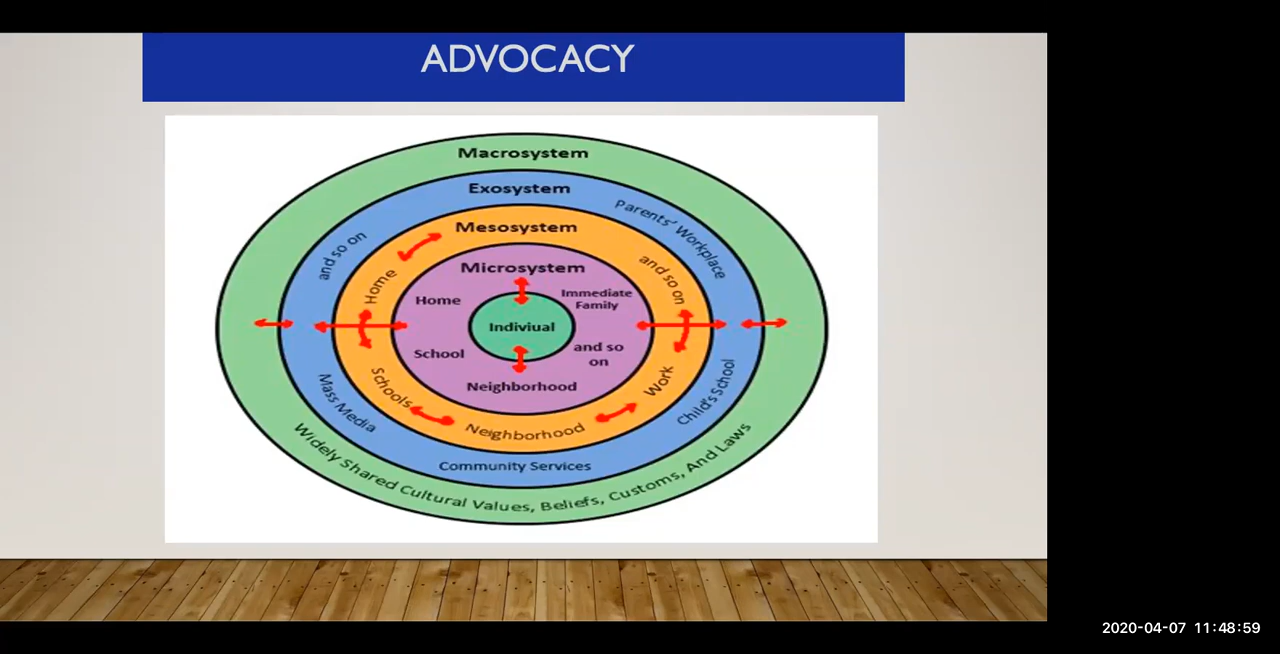 ADVOCACY
Macrosystem
Exosystem
Parents' Workplace
and so on
Mesosystem
Home
and so on
Microsystem
Home
Immediate
Family
Indiviual
School
and so
on
Neighborhood
Schools
Work
Neighborhood
Mass Media
Child's School
Community Services
Widely Shared Cultural Values, Beliefs, Customs, And Laws
2020-04-07 11:48:59